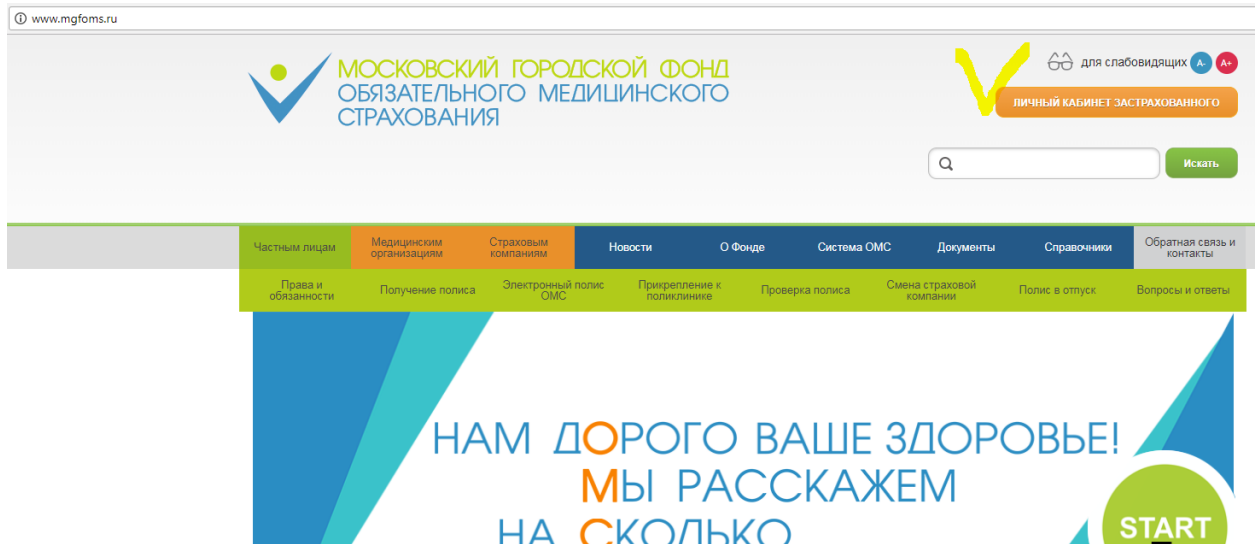 www.mgfoms.ru
МОСКОВСКИЙ ГОРОДСКОЙ ФОНД
ОБЯЗАТЕЛЬНОГО МЕДИЦИНСКОГО
СТРАХОВАНИЯ
для слабовидящих A- A+
ЛИЧНЫЙ КАБИНЕТ ЗАСТРАХОВАННОГО
Искать
Частным лицам
Медицинским
организациям
Страховым
компаниям
Новости
О Фонде
Система ОМС
Документы
Справочники
Обратная связь и
контакты
Права и
обязанности
Получение полиса
Электронный полис
ОМС
Прикрепление к
поликлинике
Проверка полиса
Смена страховой
компании
Полис в отпуск
Вопросы и ответы
НАМ ДОРОГО ВАШЕ ЗДОРОВЬЕ!
МЫ РАССКАЖЕМ
НА СКОЛЬКО
START